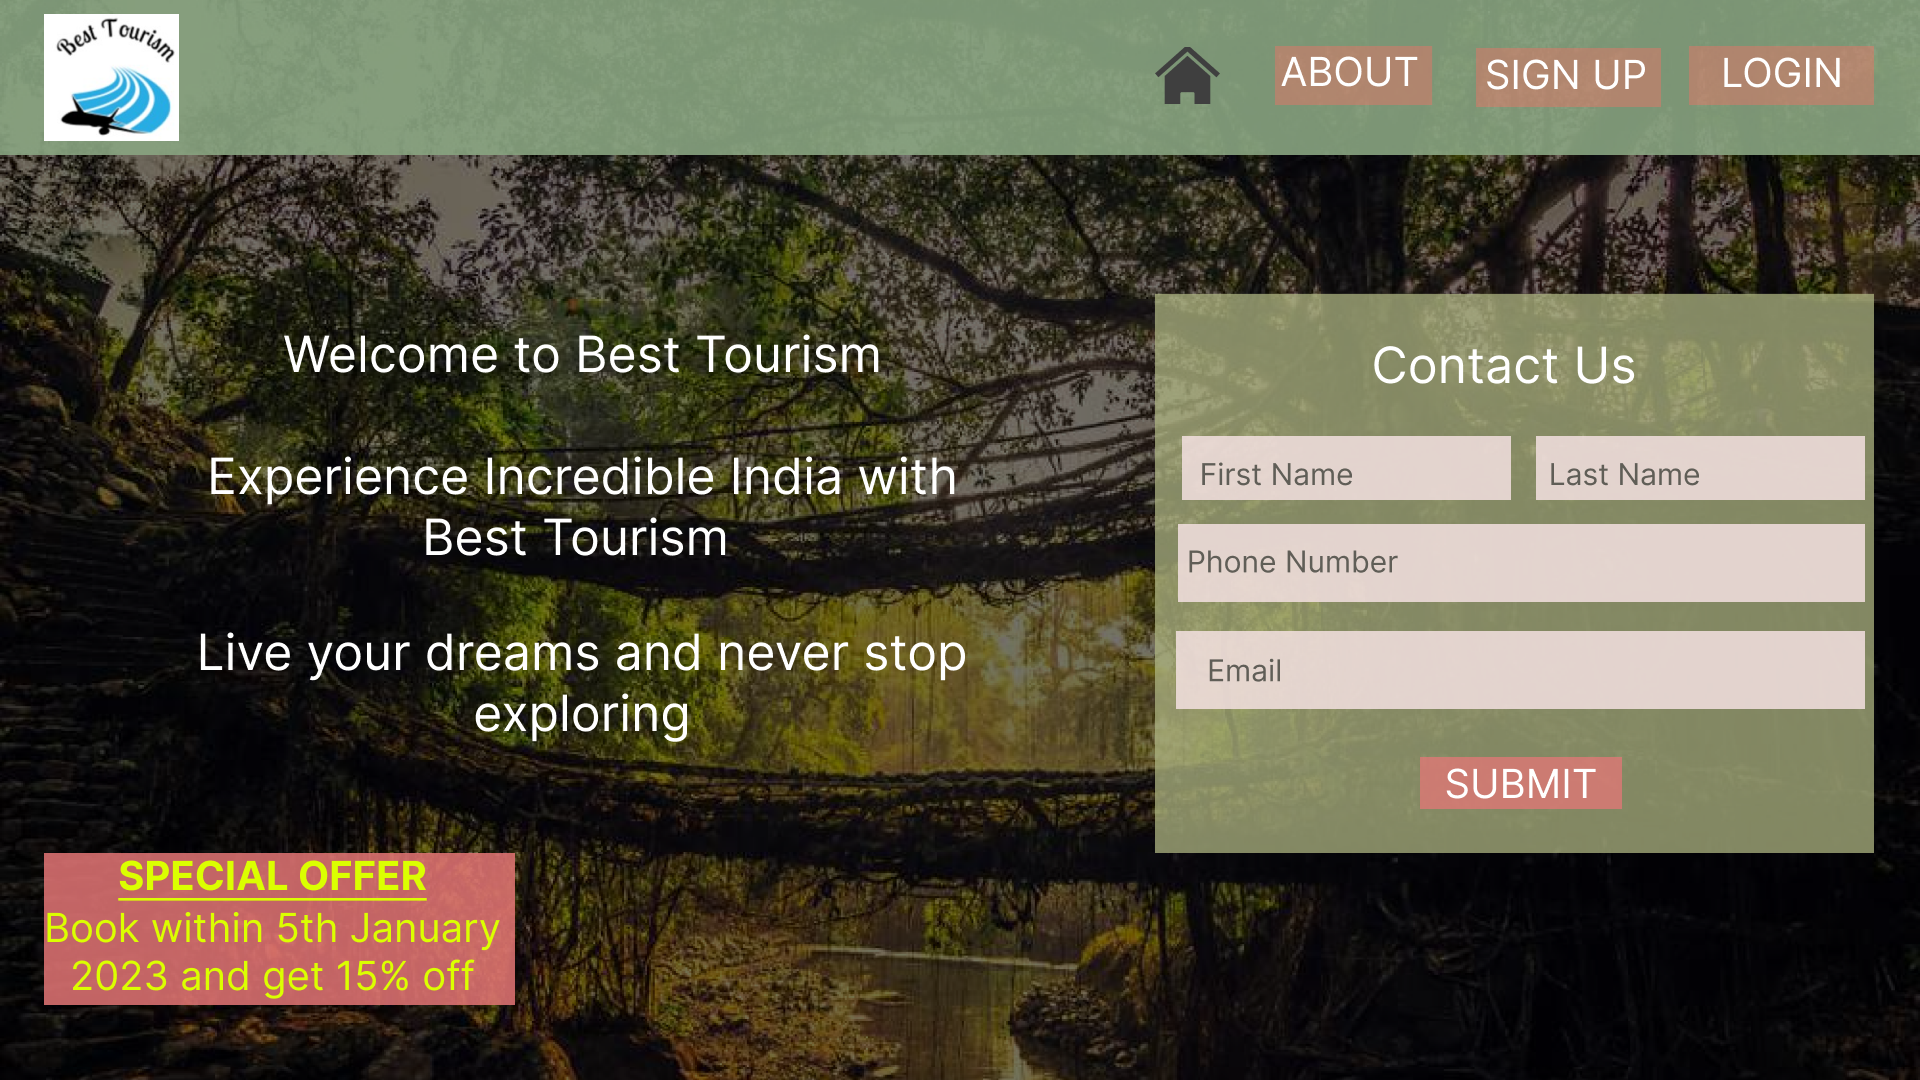 Best Tourism
ABOUT
SIGN UP
LOGIN
Welcome to Best Tourism
Experience Incredible India with
Best Tourism
Live your dreams and never stop
exploring
Contact Us
First Name
Last Name
Phone Number
Email
SUBMIT
SPECIAL OFFER
Book within 5th January
2023 and get 15% off